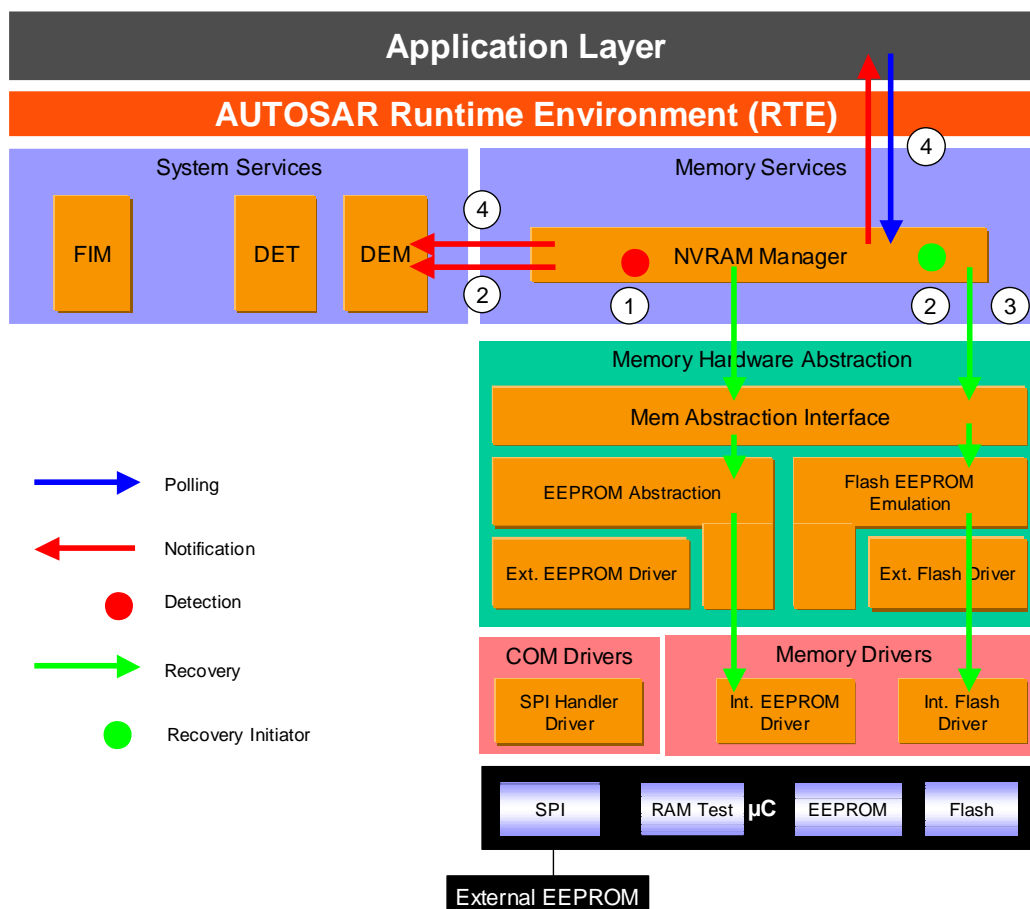 Application Layer
AUTOSAR Runtime Environment (RTE)
System Services
Memory Services
4
4
FIM
DET
DEM
NVRAM Manager
2
1
2
3
Memory Hardware Abstraction
Mem Abstraction Interface
EEPROM Abstraction
Flash EEPROM
Emulation
Ext. EEPROM Driver
Ext. Flash Driver
Polling
Notification
Detection
Recovery
Recovery Initiator
COM Drivers
Memory Drivers
SPI Handler
Driver
Int. EEPROM
Driver
Int. Flash
Driver
SPI
RAM Test
µC
EEPROM
Flash
External EEPROM